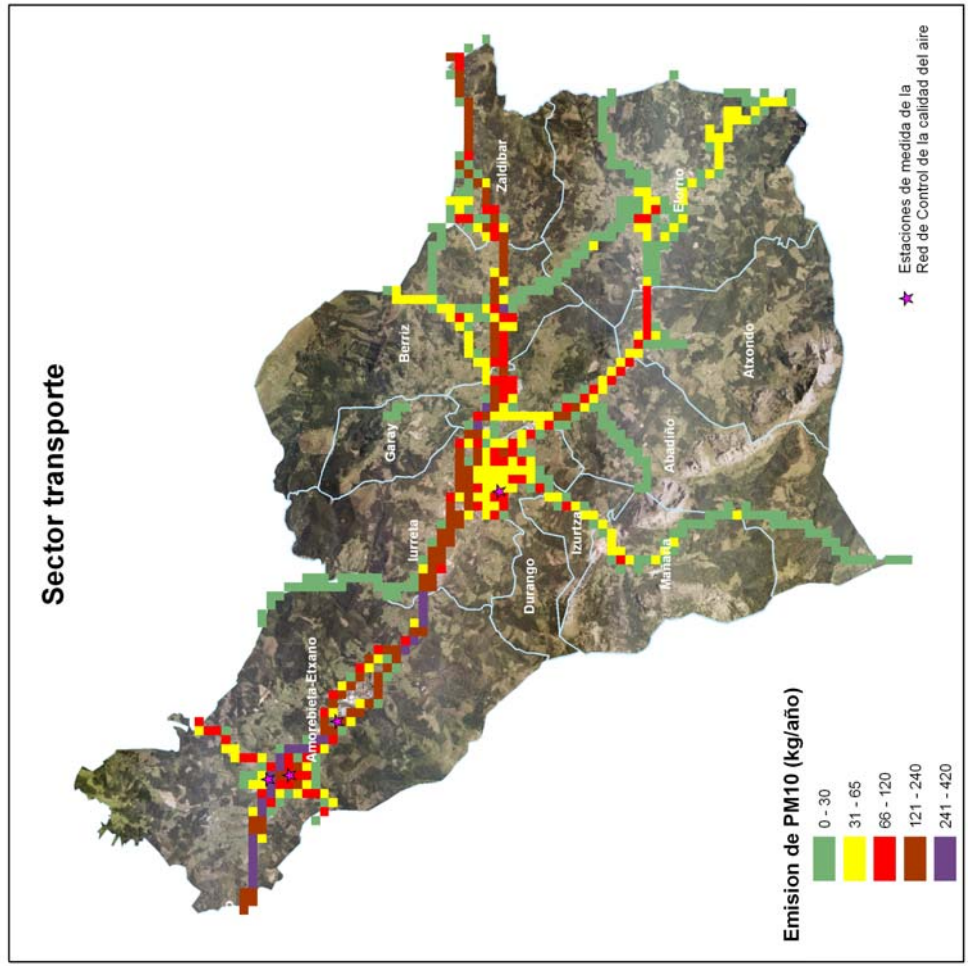 Sector transporte
Zaldibar
Berriz
Elorrio
Garay
Atxondo
Abadiño
Iurreta
Izurtza
Durango
Mañaria
Amorebieta-Etxano
Estaciones de medida de la
Red de Control de la calidad del aire
Emision de PM10 (kg/año)
0 - 30
31 - 65
66 - 120
121 - 240
241 - 420